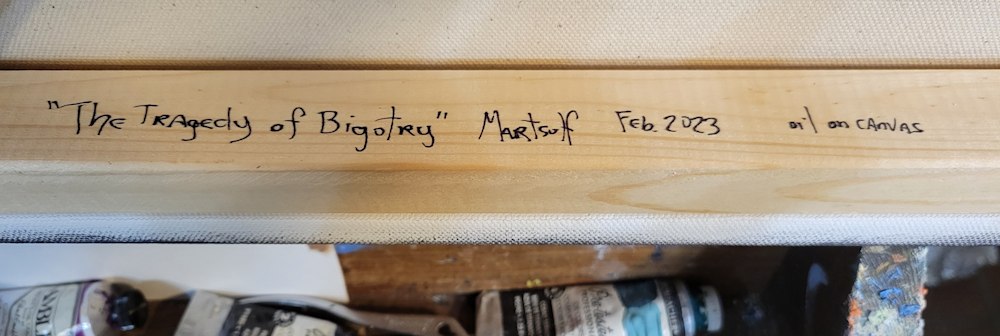 "The Tragedy of Bigotry" Martsolf Feb. 2023 oil on canvas